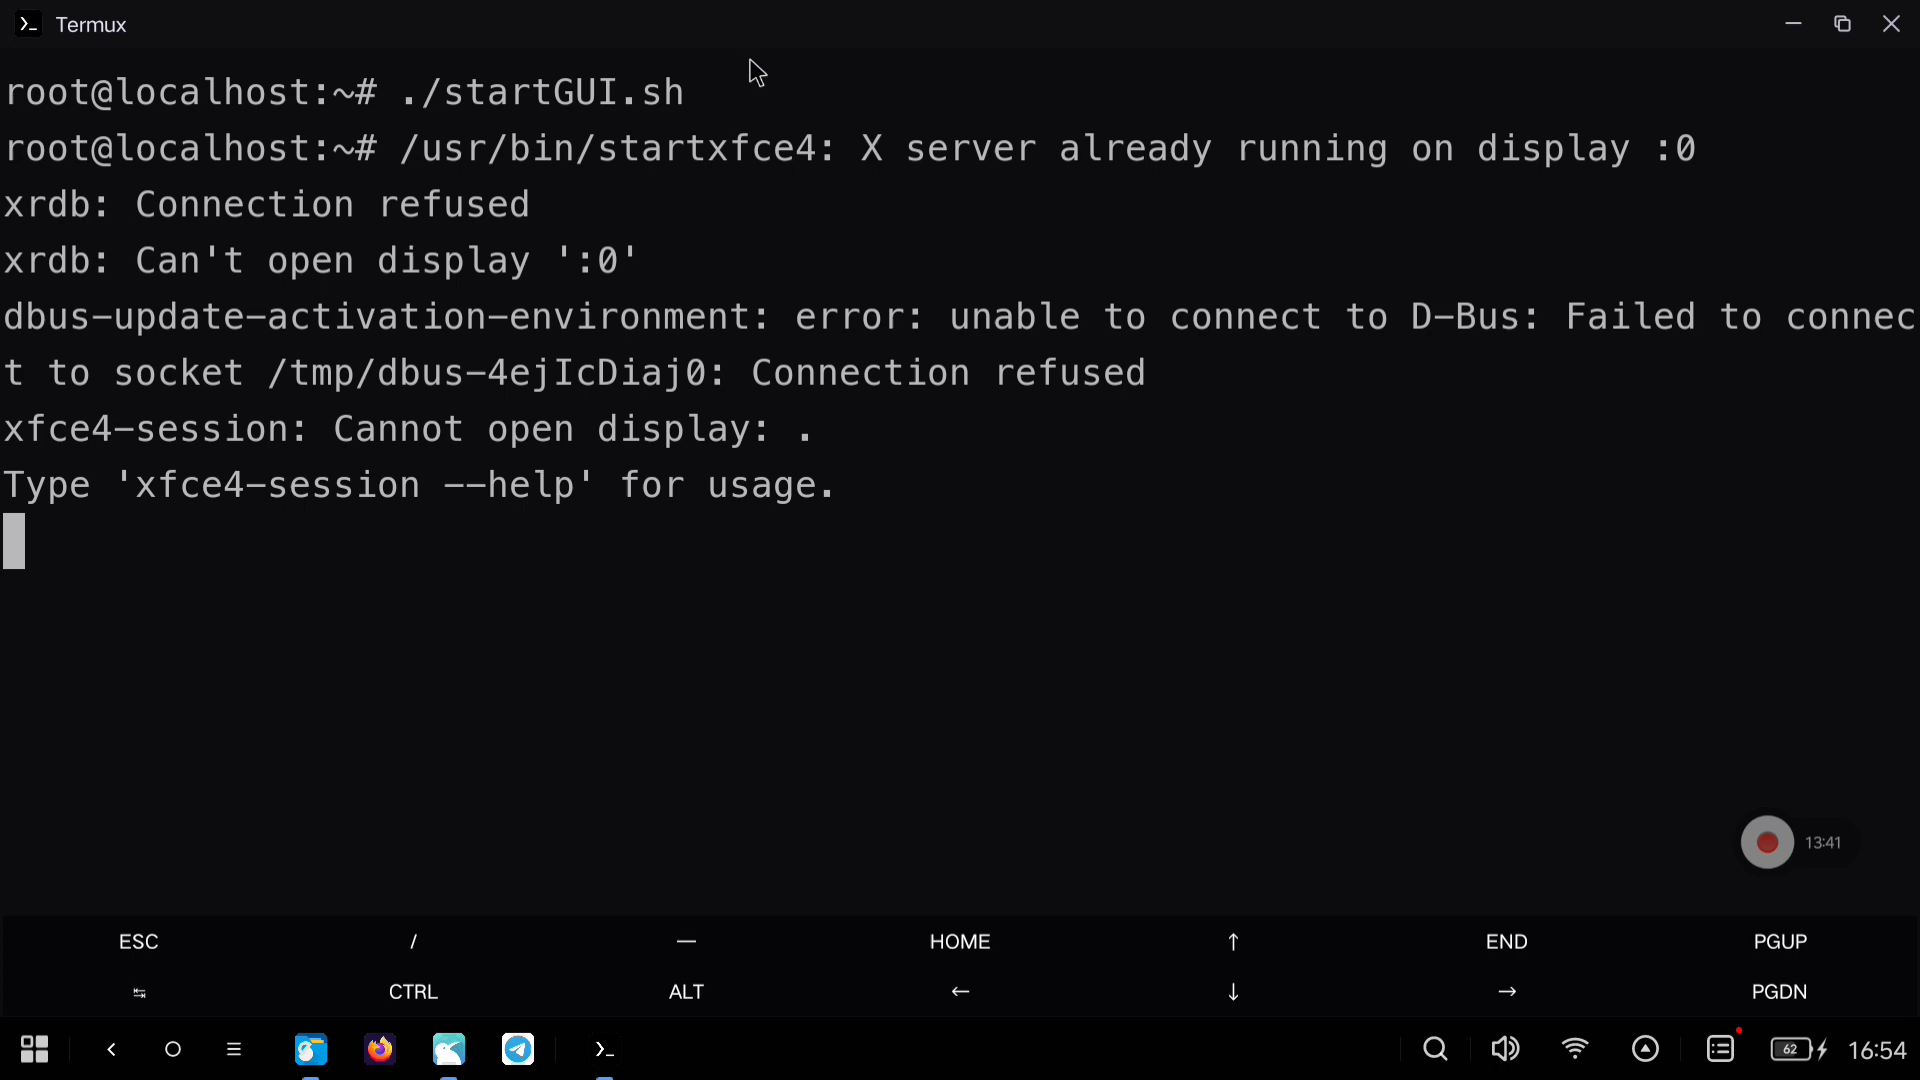 >_ Termux
root@localhost:~# ./startGUI.sh
root@localhost:~# /usr/bin/startxfce4: X server already running on display :0
xrdb: Connection refused
xrdb: Can't open display ':0'
dbus-update-activation-environment: error: unable to connect to D-Bus: Failed to connec
t to socket /tmp/dbus-4ejIcDiaj0: Connection refused
xfce4-session: Cannot open display: .
Type 'xfce4-session --help' for usage.
13:41
ESC / — HOME ↑ END PGUP
↹ CTRL ALT ← ↓ → PGDN
>_ 62 16:54